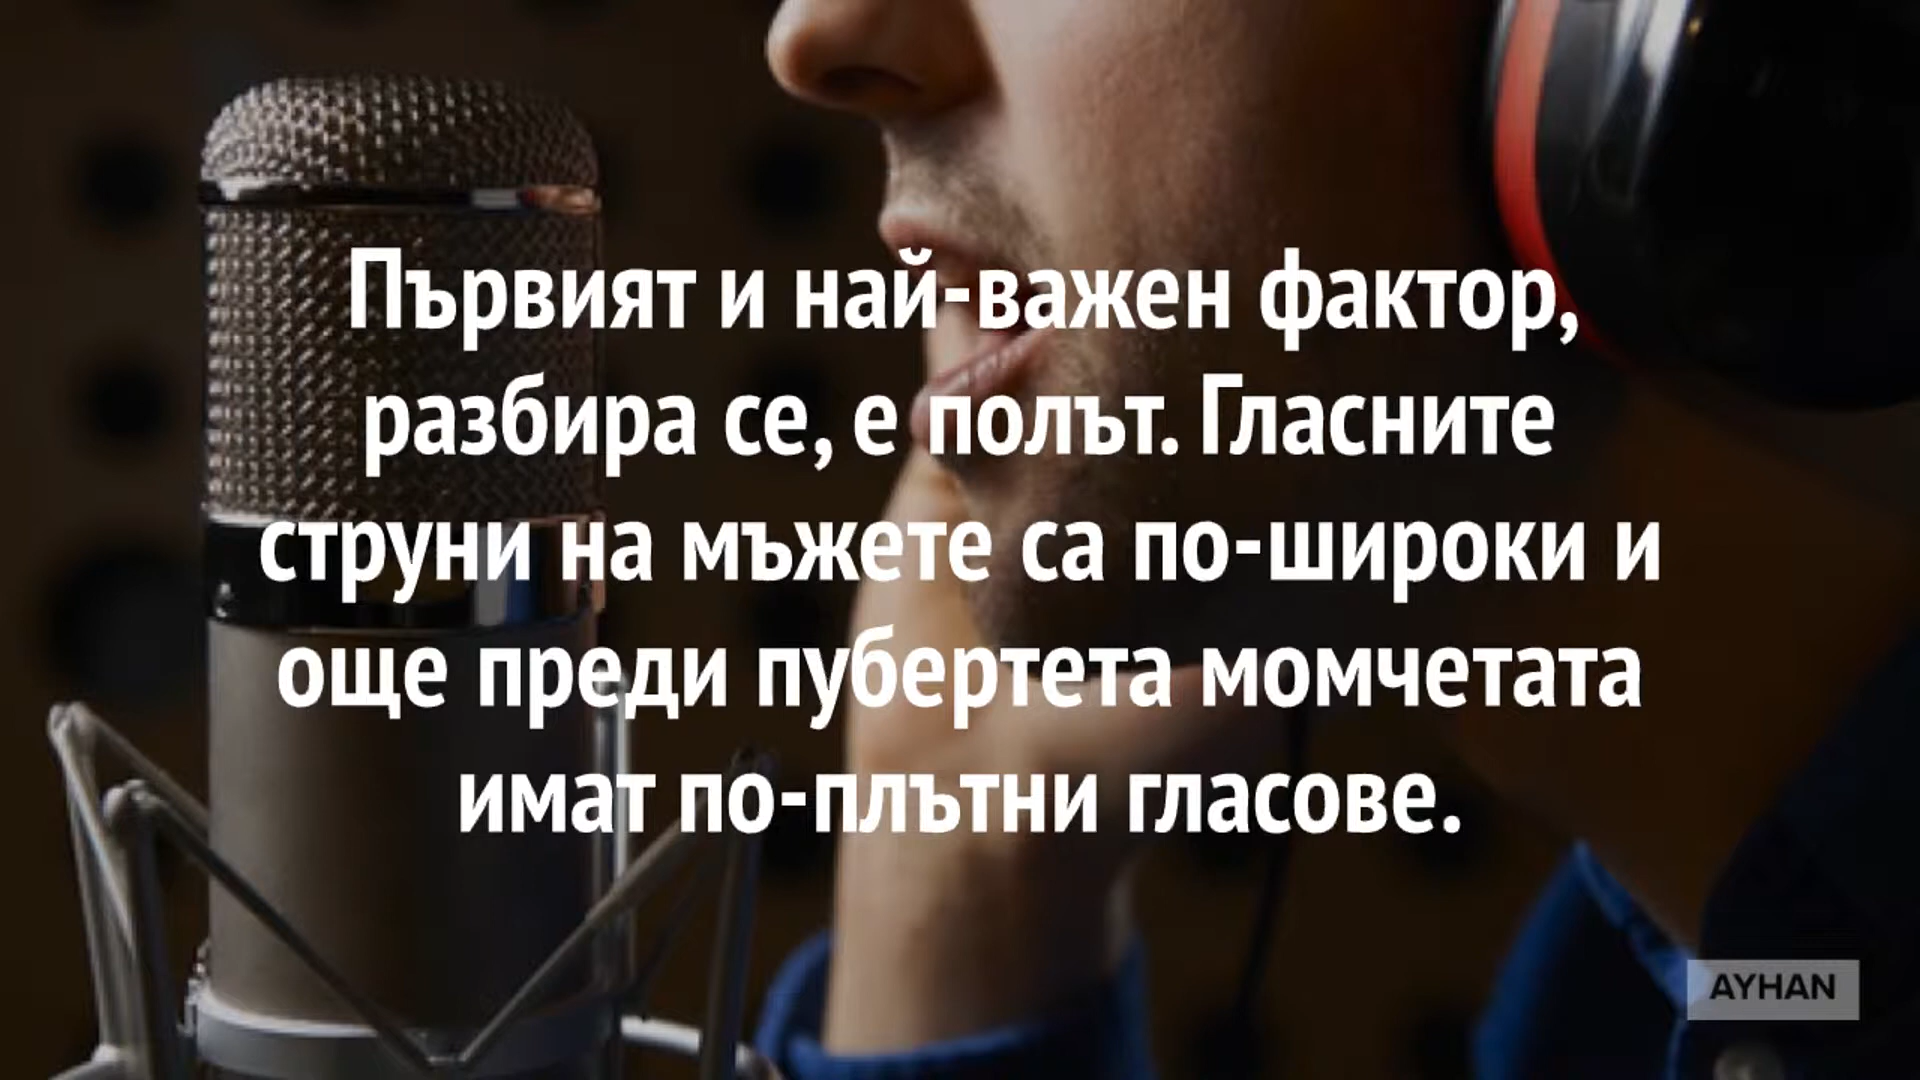 Първият и най-важен фактор,
разбира се, е полът. Гласните
струни на мъжете са по-широки и
още преди пубертета момчетата
имат по-плътни гласове.
AYHAN